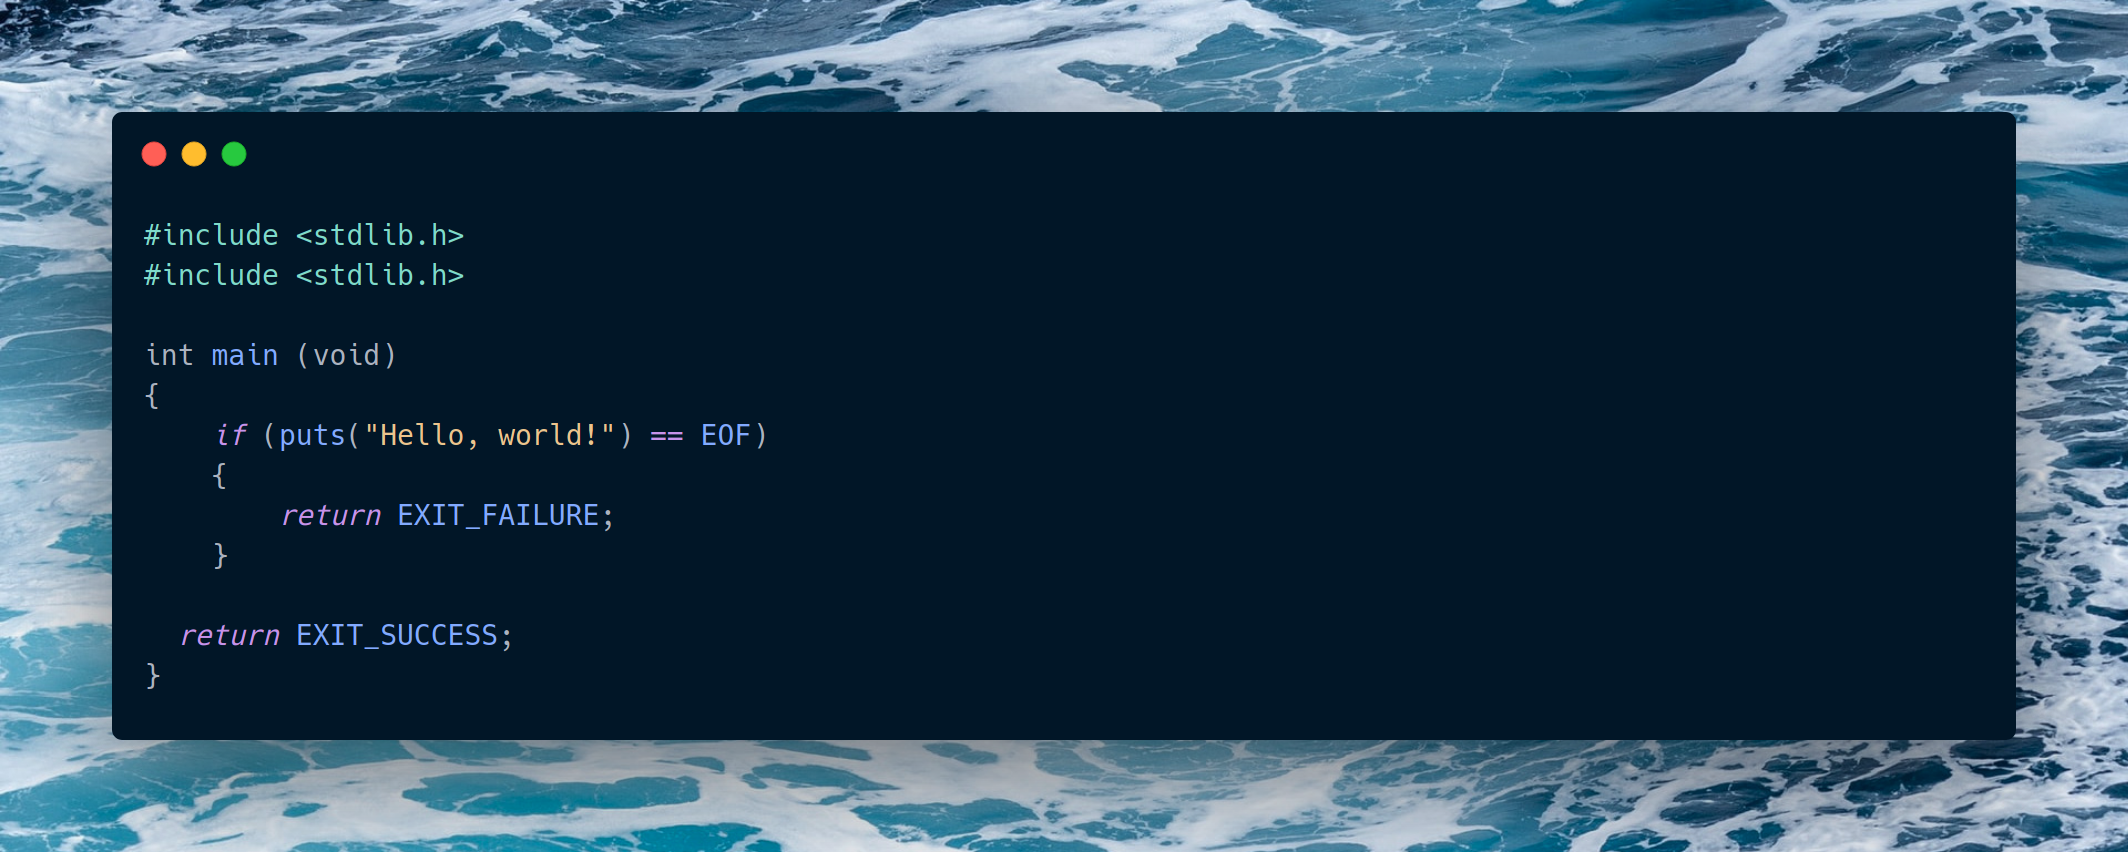 #include <stdlib.h>
#include <stdlib.h>

int main (void)
{
    if (puts("Hello, world!") == EOF)
    {
        return EXIT_FAILURE;
    }

  return EXIT_SUCCESS;
}